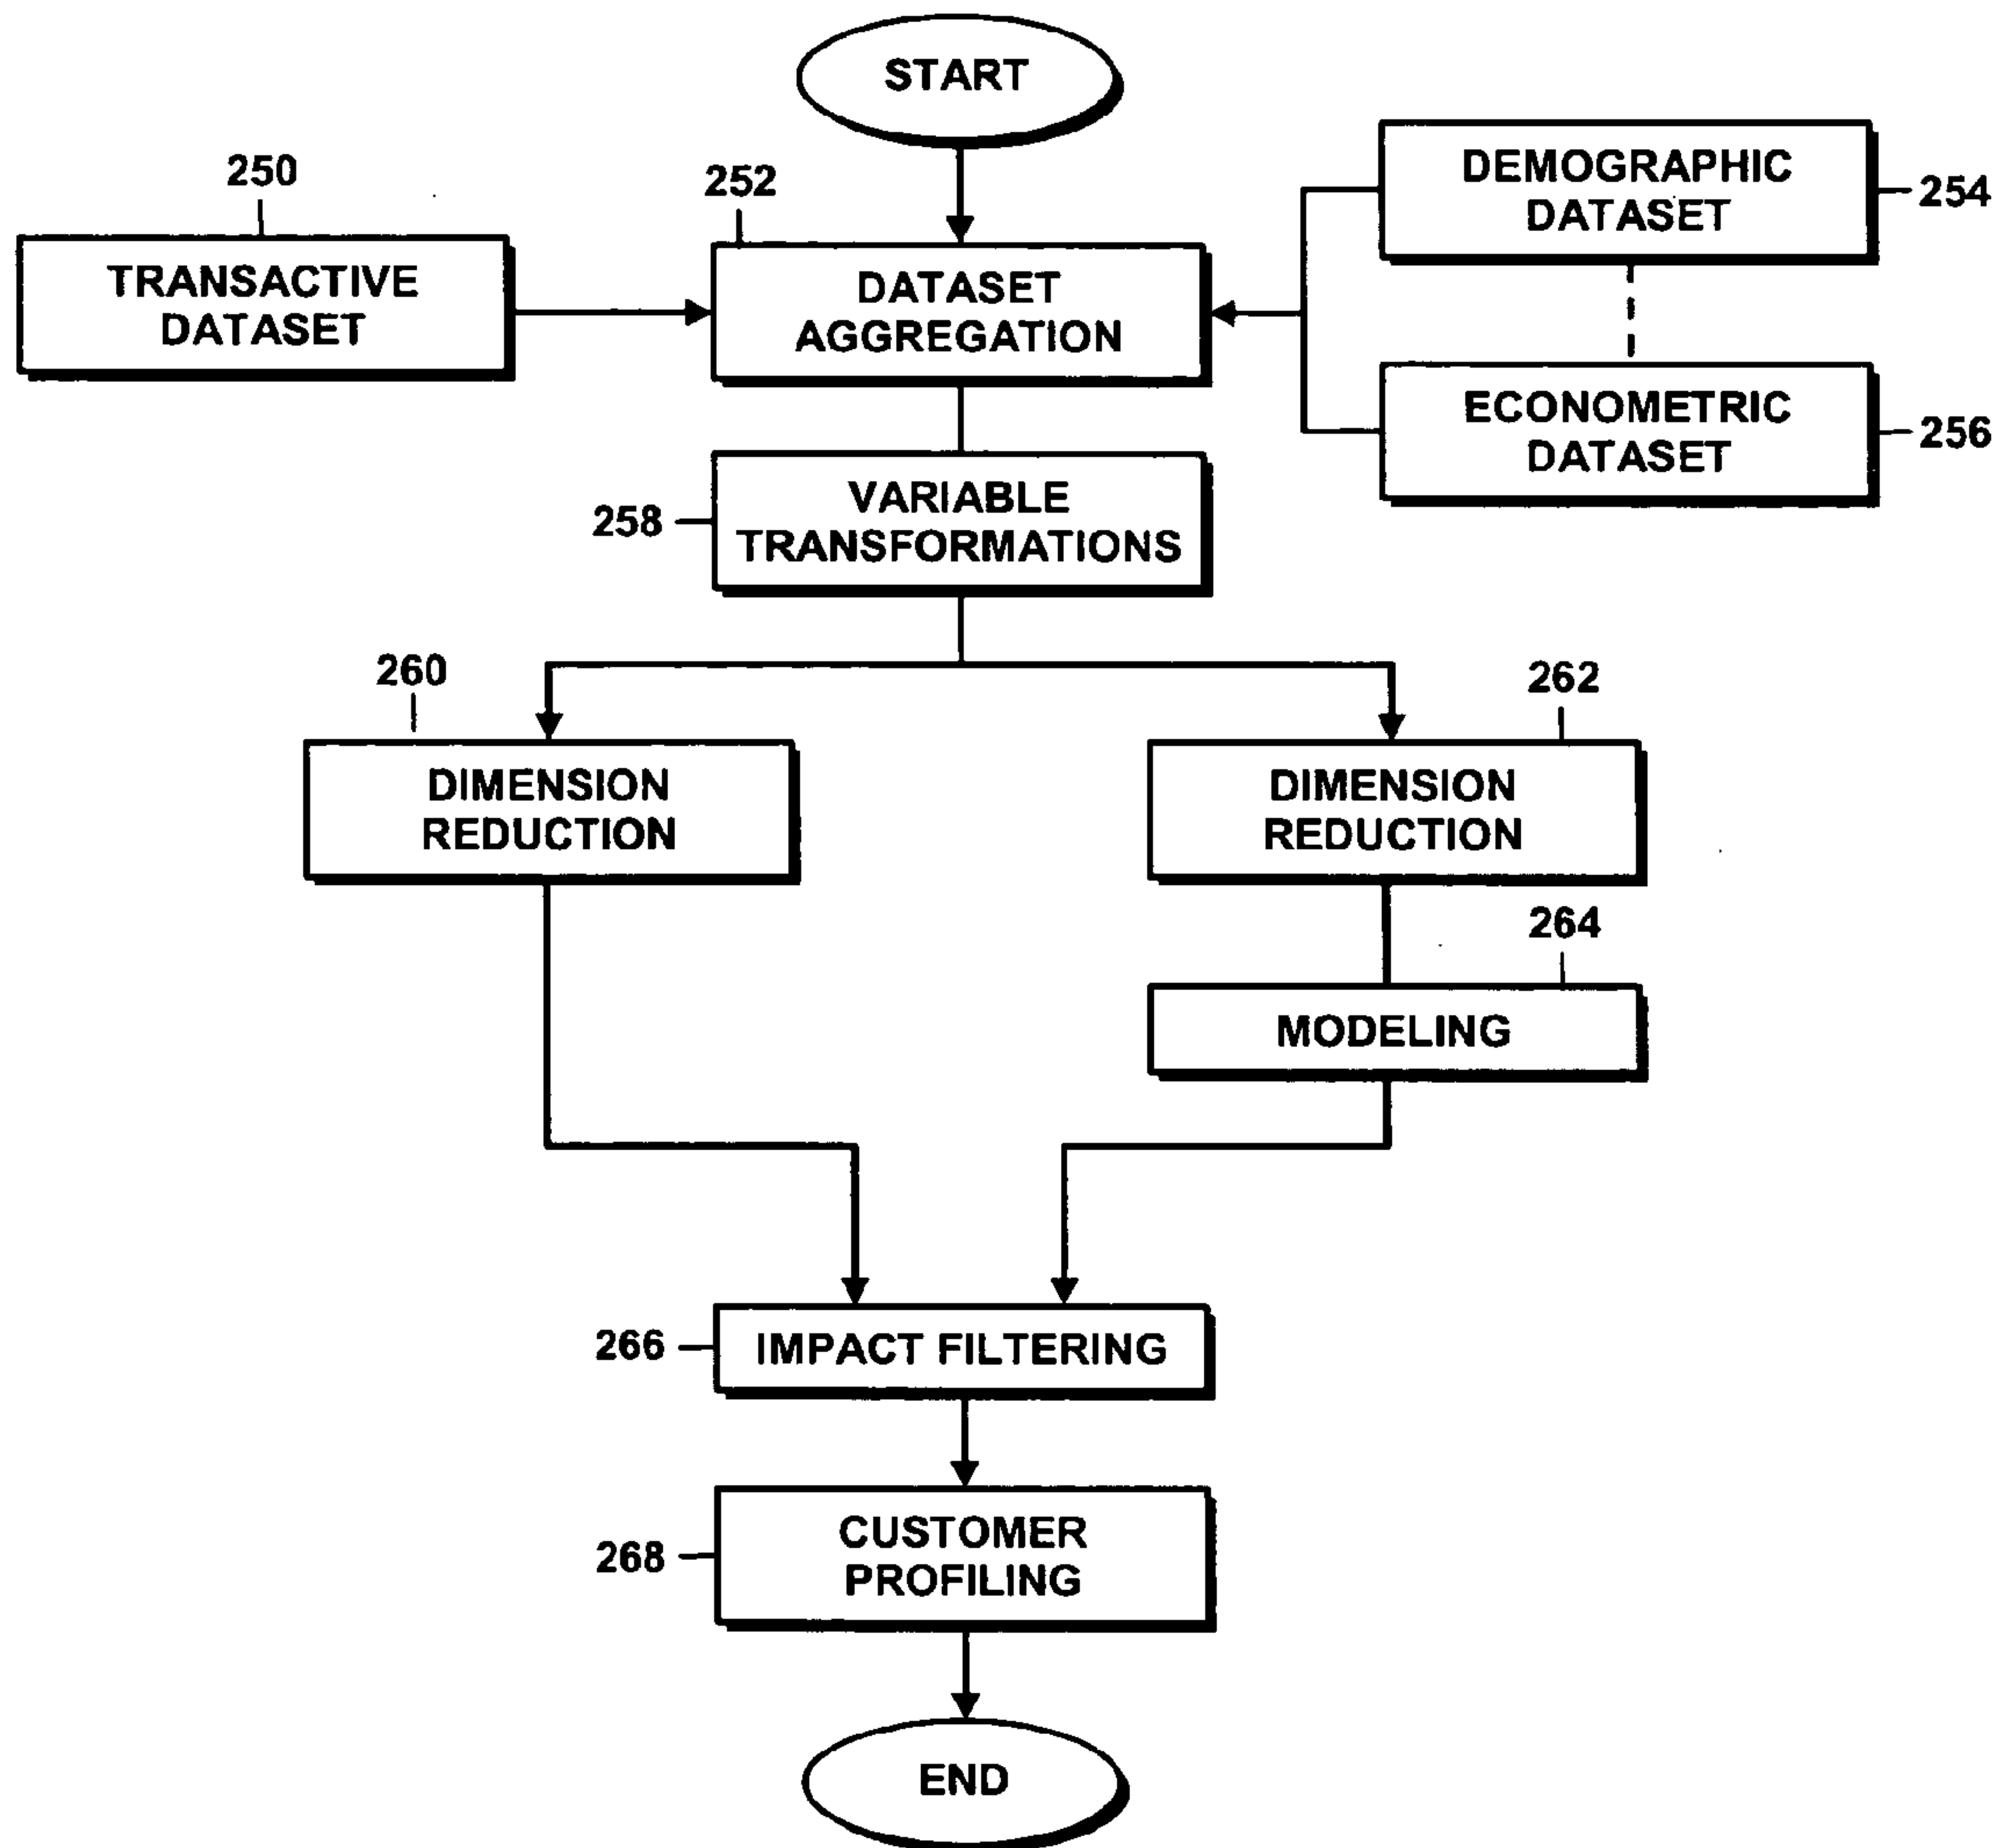 START
250
252
DEMOGRAPHIC
DATASET
254
TRANSACTIVE
DATASET
DATASET
AGGREGATION
ECONOMETRIC
DATASET
256
258
VARIABLE
TRANSFORMATIONS
260
262
DIMENSION
REDUCTION
DIMENSION
REDUCTION
264
MODELING
266
IMPACT FILTERING
268
CUSTOMER
PROFILING
END